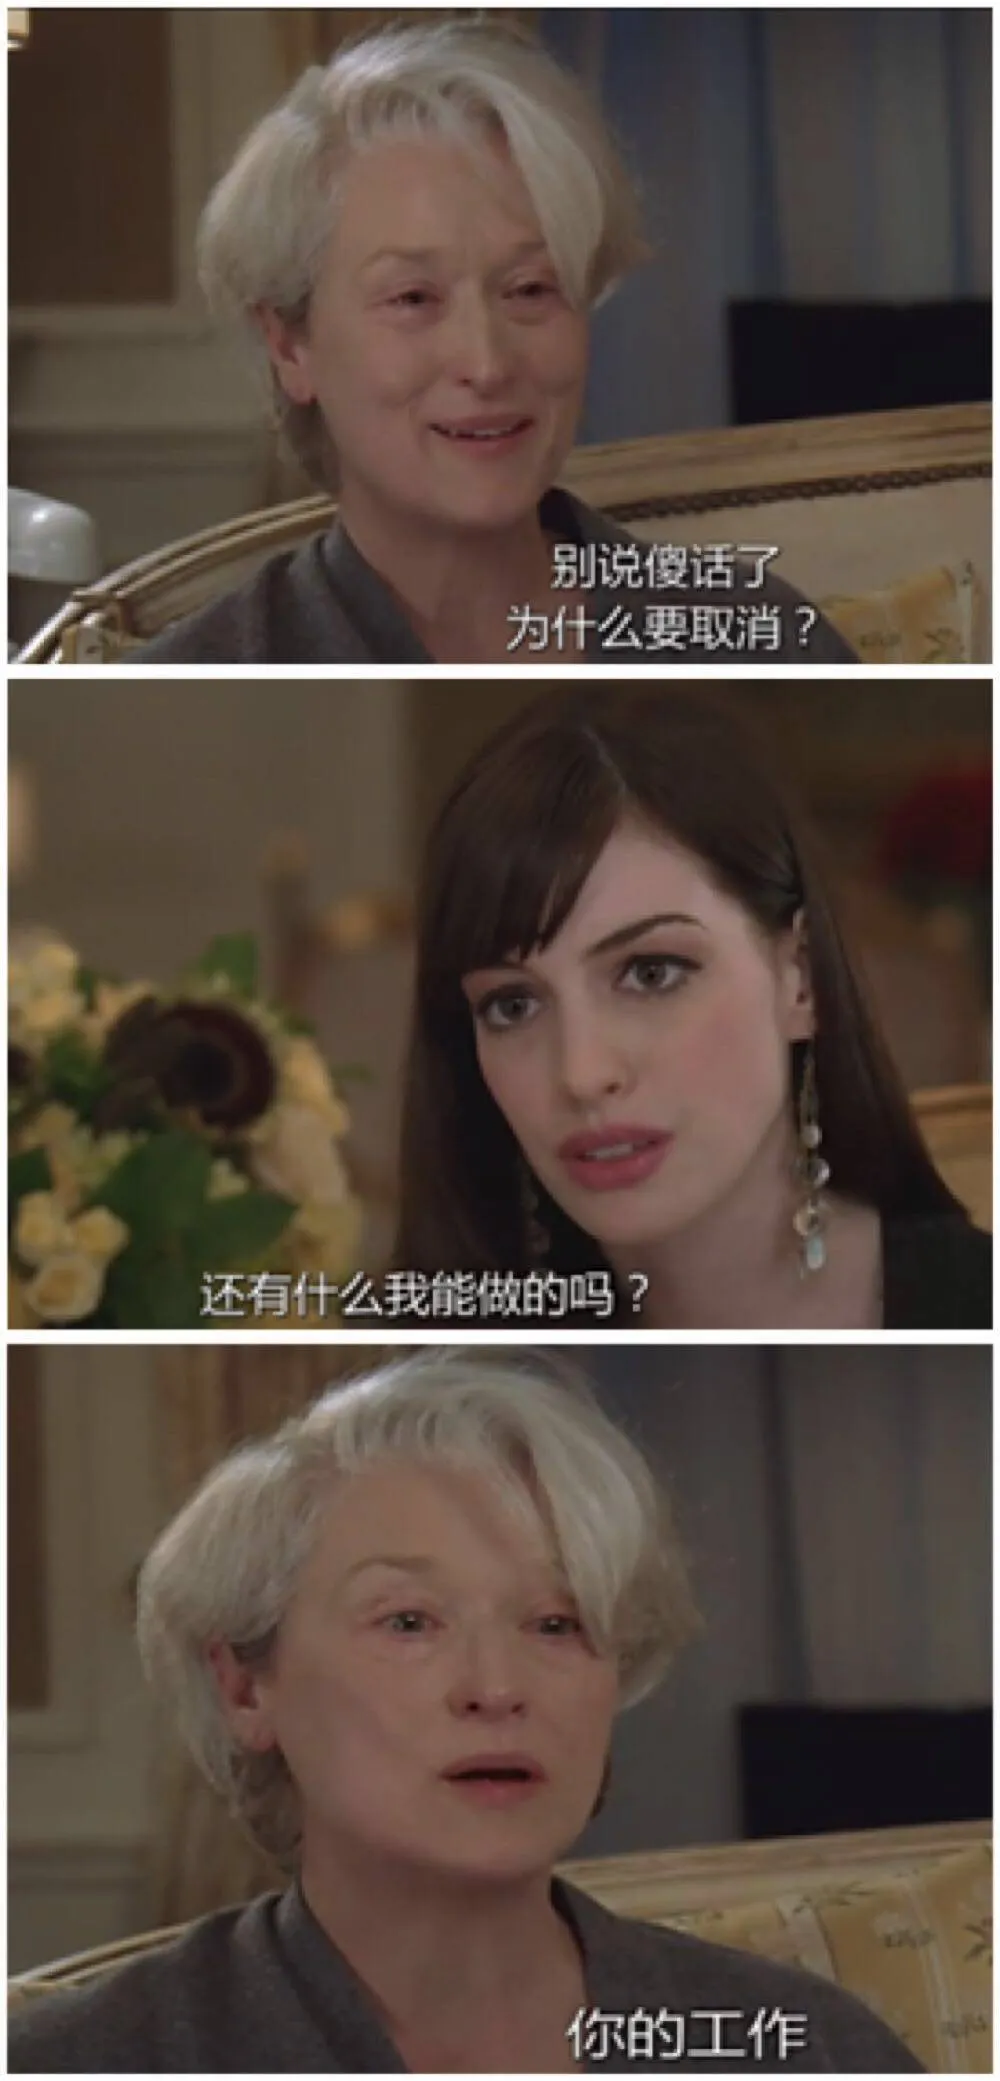 别说傻话了
为什么要取消？
还有什么我能做的吗？
你的工作